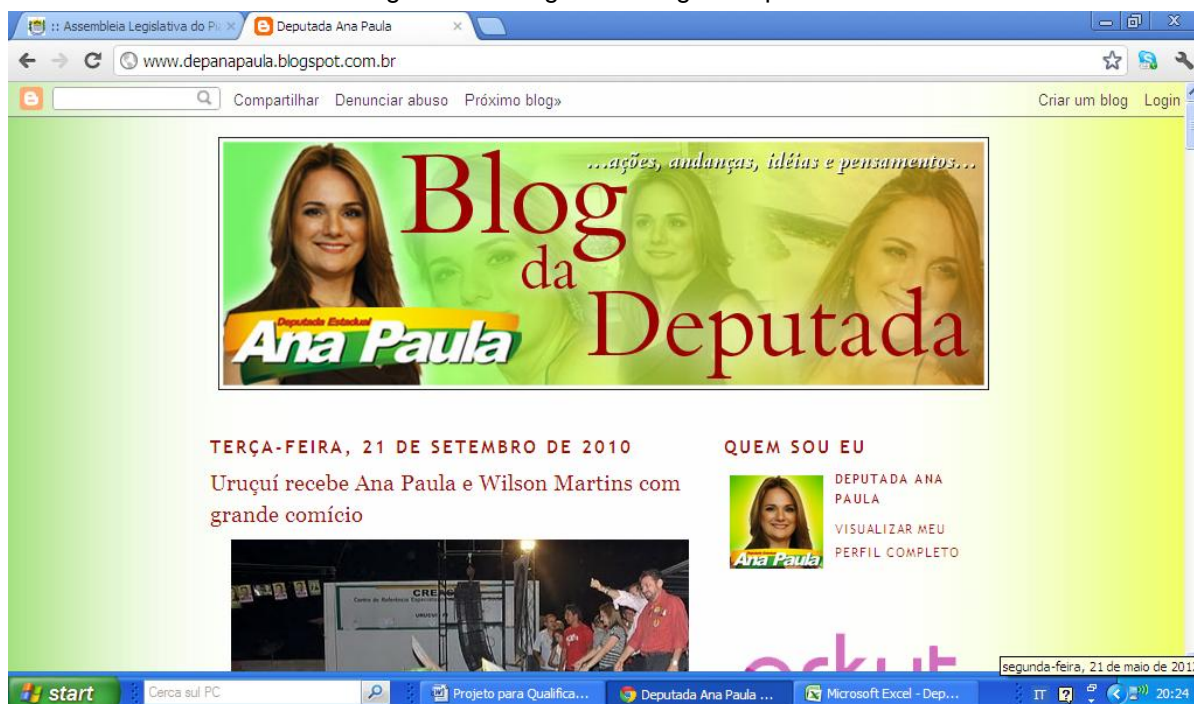 :: Assembleia Legislativa do Pi
Deputada Ana Paula
www.depanapaula.blogspot.com.br
Compartilhar Denunciar abuso Próximo blog»
Criar um blog Login
...ações, andanças, idéias e pensamentos...
Blog
da
Deputada
Deputada Estadual
Ana Paula
TERÇA-FEIRA, 21 DE SETEMBRO DE 2010
Uruçuí recebe Ana Paula e Wilson Martins com
grande comício
CREAS
QUEM SOU EU
DEPUTADA ANA
PAULA
VISUALIZAR MEU
PERFIL COMPLETO
Ana Paula
orkut
segunda-feira, 21 de maio de 2012
start
Cerca sul PC
Projeto para Qualifica...
Deputada Ana Paula ...
Microsoft Excel - Dep...
IT
20:24